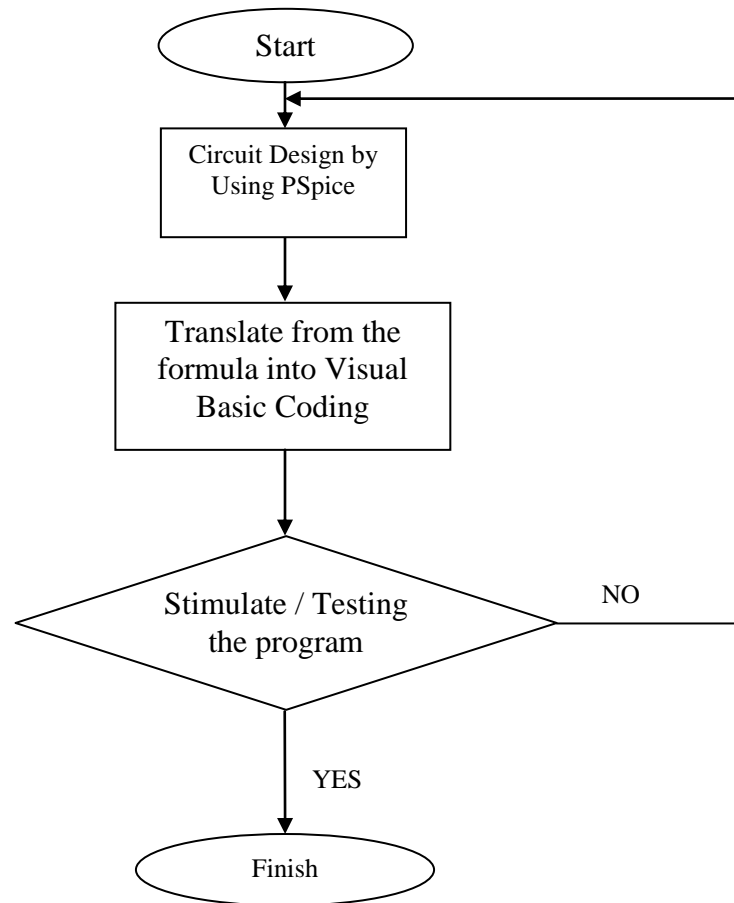 Start
Circuit Design by
Using PSpice
Translate from the
formula into Visual
Basic Coding
Stimulate / Testing
the program
NO
YES
Finish